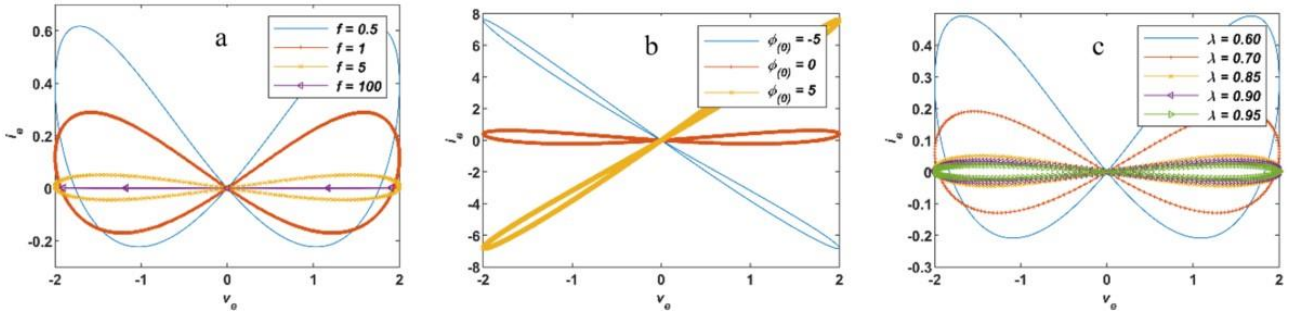 a
f = 0.5
f = 1
f = 5
f = 100
0.6
0.4
0.2
0
-0.2
i_e
-2 -1 0 1 2
v_e
b
ϕ_(0) = -5
ϕ_(0) = 0
ϕ_(0) = 5
8
6
4
2
0
-2
-4
-6
-8
i_e
-2 -1 0 1 2
v_e
c
λ = 0.60
λ = 0.70
λ = 0.85
λ = 0.90
λ = 0.95
0.4
0.3
0.2
0.1
0
-0.1
-0.2
-0.3
i_e
-2 -1 0 1 2
v_e